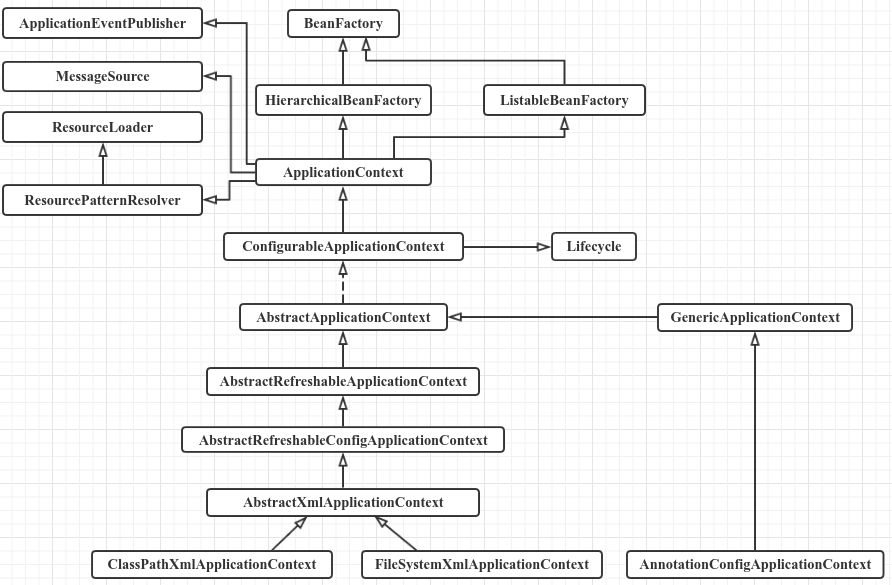 ApplicationEventPublisher
BeanFactory
MessageSource
HierarchicalBeanFactory
ListableBeanFactory
ResourceLoader
ApplicationContext
ResourcePatternResolver
ConfigurableApplicationContext
Lifecycle
AbstractApplicationContext
GenericApplicationContext
AbstractRefreshableApplicationContext
AbstractRefreshableConfigApplicationContext
AbstractXmlApplicationContext
ClassPathXmlApplicationContext
FileSystemXmlApplicationContext
AnnotationConfigApplicationContext